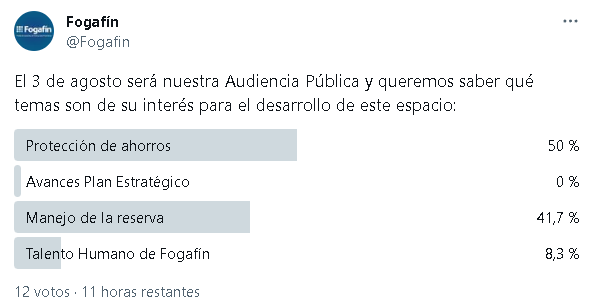 Fogafín
Fogafín
@Fogafin
El 3 de agosto será nuestra Audiencia Pública y queremos saber qué
temas son de su interés para el desarrollo de este espacio:
Protección de ahorros 50 %
Avances Plan Estratégico 0 %
Manejo de la reserva 41,7 %
Talento Humano de Fogafín 8,3 %
12 votos · 11 horas restantes